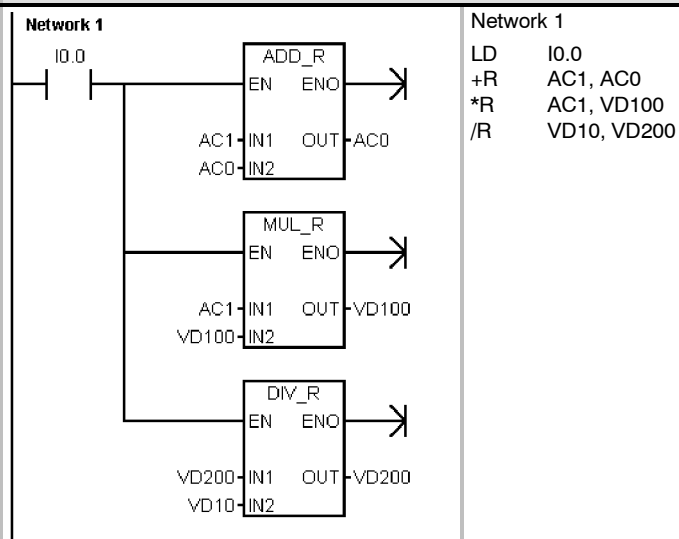 Network 1
I0.0
ADD_R
EN ENO
AC1 IN1 OUT AC0
AC0 IN2
MUL_R
EN ENO
AC1 IN1 OUT VD100
VD100 IN2
DIV_R
EN ENO
VD200 IN1 OUT VD200
VD10 IN2
Network 1
LD I0.0
+R AC1, AC0
*R AC1, VD100
/R VD10, VD200